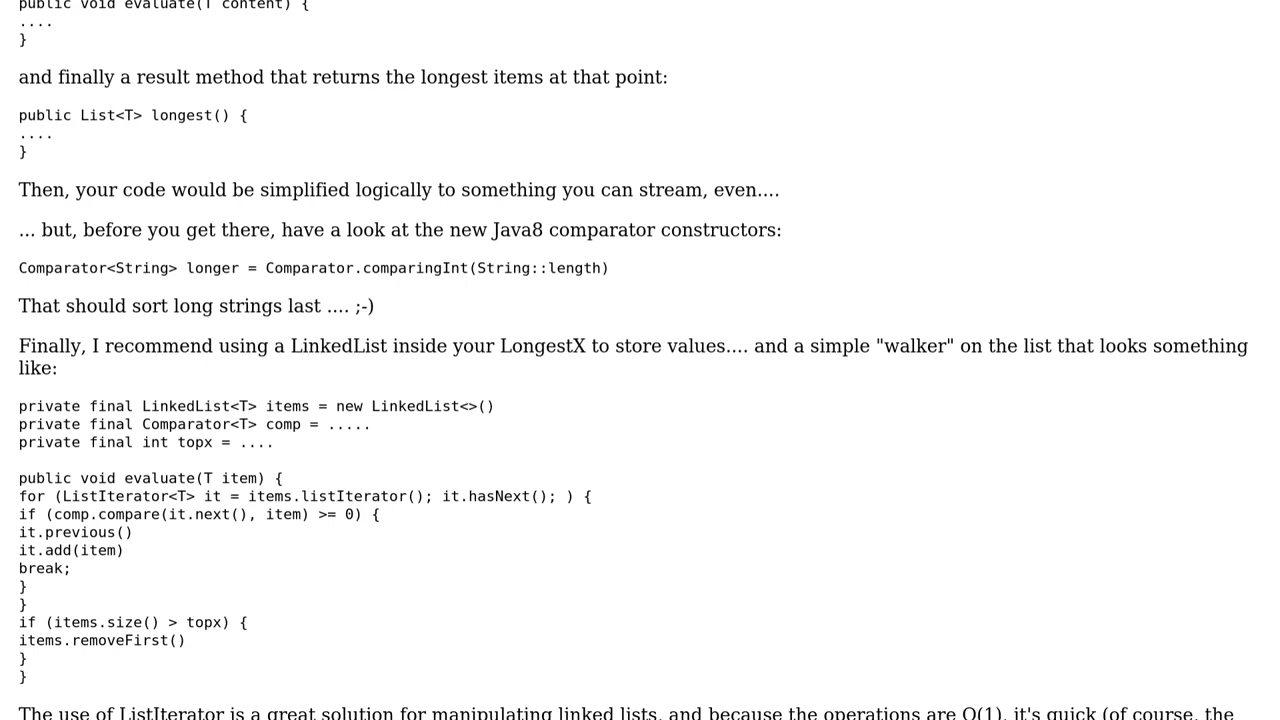 public void evaluate(T content) {
....
}
and finally a result method that returns the longest items at that point:
public List<T> longest() {
....
}
Then, your code would be simplified logically to something you can stream, even....
... but, before you get there, have a look at the new Java8 comparator constructors:
Comparator<String> longer = Comparator.comparingInt(String::length)
That should sort long strings last .... ;-)
Finally, I recommend using a LinkedList inside your LongestX to store values.... and a simple "walker" on the list that looks something
like:
private final LinkedList<T> items = new LinkedList<>()
private final Comparator<T> comp = .....
private final int topx = ....
public void evaluate(T item) {
for (ListIterator<T> it = items.listIterator(); it.hasNext(); ) {
if (comp.compare(it.next(), item) >= 0) {
it.previous()
it.add(item)
break;
}
}
if (items.size() > topx) {
items.removeFirst()
}
}
The use of ListIterator is a great solution for manipulating linked lists, and because the operations are O(1), it's quick (of course, the